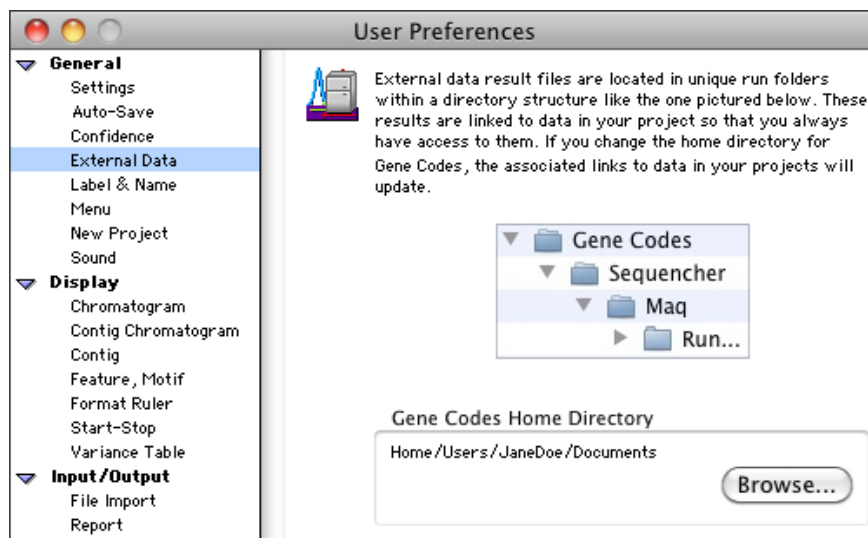 User Preferences
General
Settings
Auto-Save
Confidence
External Data
Label & Name
Menu
New Project
Sound
Display
Chromatogram
Contig Chromatogram
Contig
Feature, Motif
Format Ruler
Start-Stop
Variance Table
Input/Output
File Import
Report
External data result files are located in unique run folders
within a directory structure like the one pictured below. These
results are linked to data in your project so that you always
have access to them. If you change the home directory for
Gene Codes, the associated links to data in your projects will
update.
Gene Codes
Sequencher
Maq
Run...
Gene Codes Home Directory
Home/Users/JaneDoe/Documents
Browse...